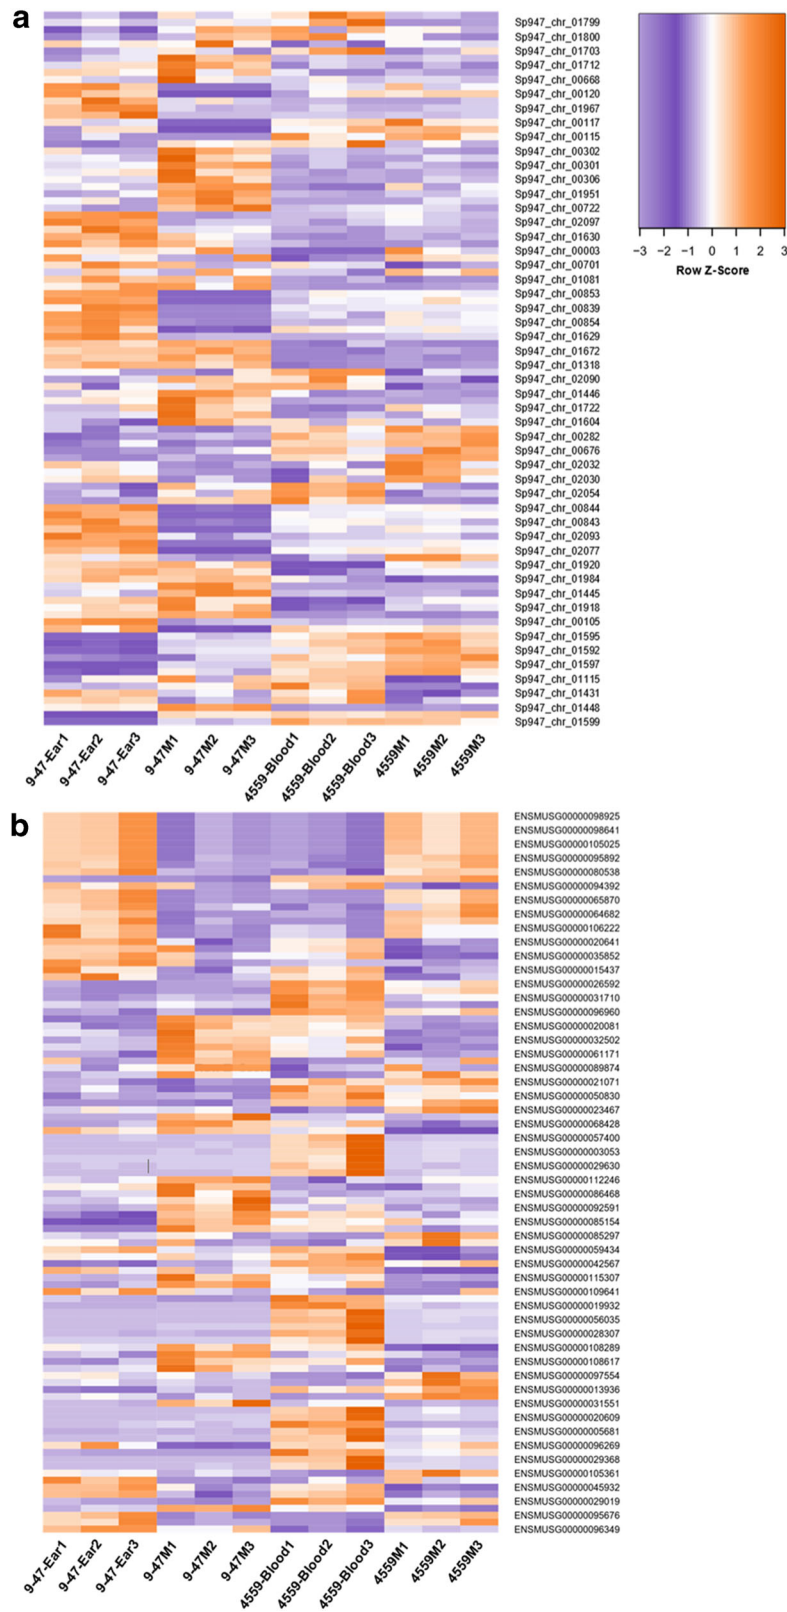 a
Sp947_chr_01799
Sp947_chr_01800
Sp947_chr_01703
Sp947_chr_01712
Sp947_chr_00668
Sp947_chr_00120
Sp947_chr_01967
Sp947_chr_00117
Sp947_chr_00115
Sp947_chr_00302
Sp947_chr_00301
Sp947_chr_00306
Sp947_chr_01951
Sp947_chr_00722
Sp947_chr_02097
Sp947_chr_01630
Sp947_chr_00003
Sp947_chr_00701
Sp947_chr_01081
Sp947_chr_00853
Sp947_chr_00839
Sp947_chr_00854
Sp947_chr_01629
Sp947_chr_01672
Sp947_chr_01318
Sp947_chr_02090
Sp947_chr_01446
Sp947_chr_01722
Sp947_chr_01604
Sp947_chr_00282
Sp947_chr_00676
Sp947_chr_02032
Sp947_chr_02030
Sp947_chr_02054
Sp947_chr_00844
Sp947_chr_00843
Sp947_chr_02093
Sp947_chr_02077
Sp947_chr_01920
Sp947_chr_01984
Sp947_chr_01445
Sp947_chr_01918
Sp947_chr_00105
Sp947_chr_01595
Sp947_chr_01592
Sp947_chr_01597
Sp947_chr_01115
Sp947_chr_01431
Sp947_chr_01448
Sp947_chr_01599
−3 −2 −1 0 1 2 3
Row Z-Score
9-47-Ear1 9-47-Ear2 9-47-Ear3 9-47M1 9-47M2 9-47M3 4559-Blood1 4559-Blood2 4559-Blood3 4559M1 4559M2 4559M3
b
ENSMUSG00000098925
ENSMUSG00000098641
ENSMUSG00000105025
ENSMUSG00000095892
ENSMUSG00000080538
ENSMUSG00000094392
ENSMUSG00000065870
ENSMUSG00000064682
ENSMUSG00000106222
ENSMUSG00000020641
ENSMUSG00000035852
ENSMUSG00000015437
ENSMUSG00000026592
ENSMUSG00000031710
ENSMUSG00000096960
ENSMUSG00000020081
ENSMUSG00000032502
ENSMUSG00000061171
ENSMUSG00000089874
ENSMUSG00000021071
ENSMUSG00000050830
ENSMUSG00000023467
ENSMUSG00000068428
ENSMUSG00000057400
ENSMUSG00000003053
ENSMUSG00000029630
ENSMUSG00000112246
ENSMUSG00000086468
ENSMUSG00000092591
ENSMUSG00000085154
ENSMUSG00000085297
ENSMUSG00000059434
ENSMUSG00000042567
ENSMUSG00000115307
ENSMUSG00000109641
ENSMUSG00000019932
ENSMUSG00000056035
ENSMUSG00000028307
ENSMUSG00000108289
ENSMUSG00000108617
ENSMUSG00000097554
ENSMUSG00000013936
ENSMUSG00000031551
ENSMUSG00000020609
ENSMUSG00000005681
ENSMUSG00000096269
ENSMUSG00000029368
ENSMUSG00000105361
ENSMUSG00000045932
ENSMUSG00000029019
ENSMUSG00000095676
ENSMUSG00000096349
9-47-Ear1 9-47-Ear2 9-47-Ear3 9-47M1 9-47M2 9-47M3 4559-Blood1 4559-Blood2 4559-Blood3 4559M1 4559M2 4559M3